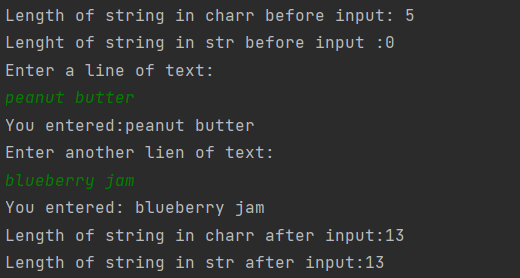 Length of string in charr before input: 5
Lenght of string in str before input :0
Enter a line of text:
peanut butter
You entered:peanut butter
Enter another lien of text:
blueberry jam
You entered: blueberry jam
Length of string in charr after input:13
Length of string in str after input:13